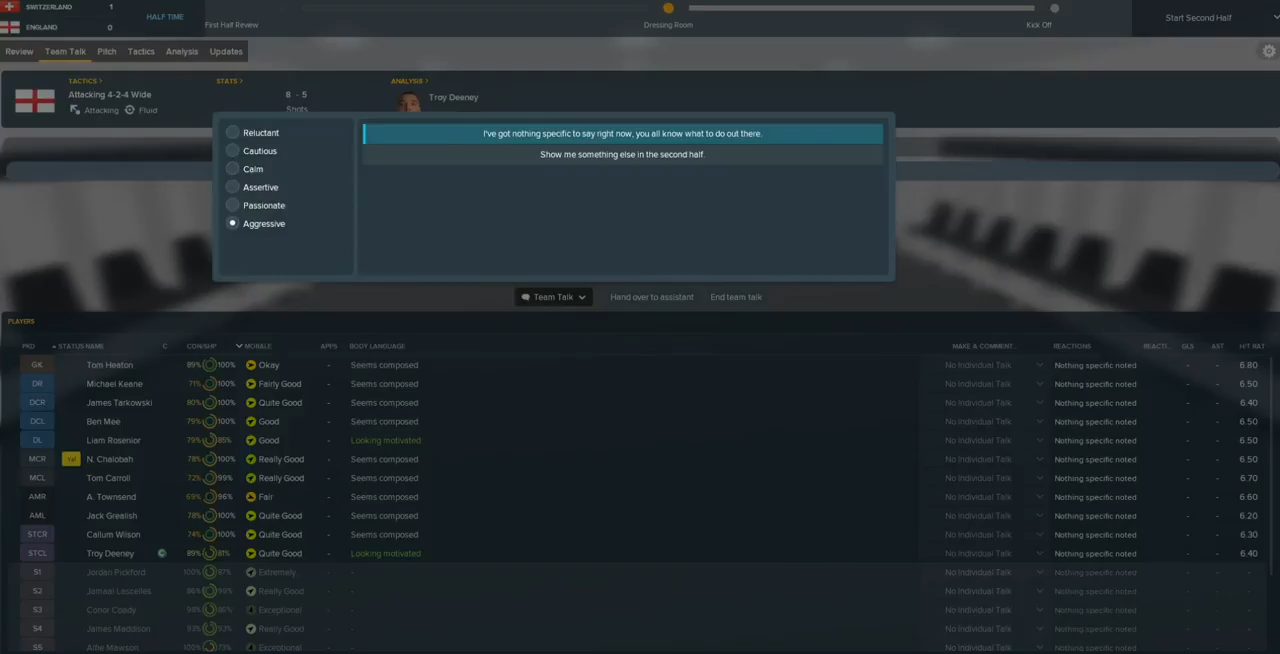 SWITZERLAND 1
ENGLAND 0
HALF TIME
First Half Review
Dressing Room
Kick Off
Start Second Half
Review Team Talk Pitch Tactics Analysis Updates
TACTICS >
Attacking 4-2-4 Wide
Attacking Fluid
STATS >
8 - 5
Shots
ANALYSIS >
Troy Deeney
Reluctant
Cautious
Calm
Assertive
Passionate
Aggressive
I've got nothing specific to say right now, you all know what to do out there.
Show me something else in the second half.
Team Talk Hand over to assistant End team talk
PLAYERS
PKD STATUS NAME C CON/SHP MORALE APPS BODY LANGUAGE MAKE A COMMENT... REACTIONS REACTI... GLS AST HIT RAT
GK Tom Heaton 89% 100% Okay - Seems composed No Individual Talk Nothing specific noted - - 6.80
DR Michael Keane 71% 100% Fairly Good - Seems composed No Individual Talk Nothing specific noted - - 6.50
DCR James Tarkowski 80% 100% Quite Good - Seems composed No Individual Talk Nothing specific noted - - 6.40
DCL Ben Mee 79% 100% Good - Seems composed No Individual Talk Nothing specific noted - - 6.50
DL Liam Rosenior 79% 85% Good - Looking motivated No Individual Talk Nothing specific noted - - 6.50
MCR Yel N. Chalobah 78% 100% Really Good - Seems composed No Individual Talk Nothing specific noted - - 6.50
MCL Tom Carroll 72% 99% Really Good - Seems composed No Individual Talk Nothing specific noted - - 6.70
AMR A. Townsend 69% 96% Fair - Seems composed No Individual Talk Nothing specific noted - - 6.60
AML Jack Grealish 78% 100% Quite Good - Seems composed No Individual Talk Nothing specific noted - - 6.20
STCR Callum Wilson 74% 100% Quite Good - Seems composed No Individual Talk Nothing specific noted - - 6.30
STCL Troy Deeney C 89% 81% Quite Good - Looking motivated No Individual Talk Nothing specific noted - - 6.40
S1 Jordan Pickford 100% 87% Extremely... - - No Individual Talk Nothing specific noted - -
S2 Jamaal Lascelles 86% 99% Really Good - - No Individual Talk Nothing specific noted - -
S3 Conor Coady 98% 86% Exceptional - - No Individual Talk Nothing specific noted - -
S4 James Maddison 93% 93% Really Good - - No Individual Talk Nothing specific noted - -
S5 Alfie Mawson 100% 73% Exceptional - - No Individual Talk Nothing specific noted - -